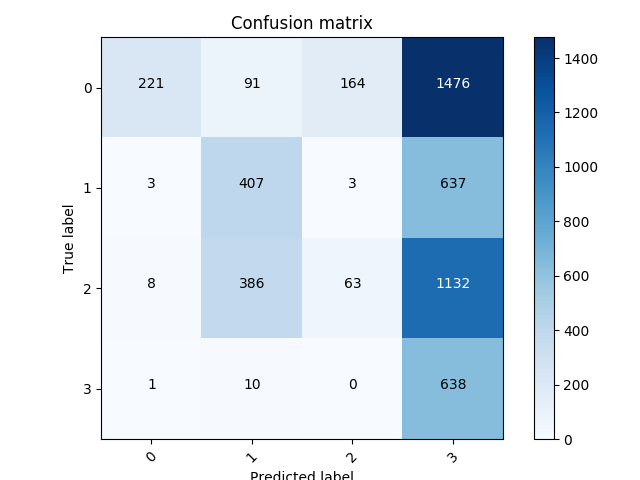 Confusion matrix
0 221 91 164 1476
1 3 407 3 637
2 8 386 63 1132
3 1 10 0 638
0 1 2 3
True label
Predicted label
1400
1200
1000
800
600
400
200
0